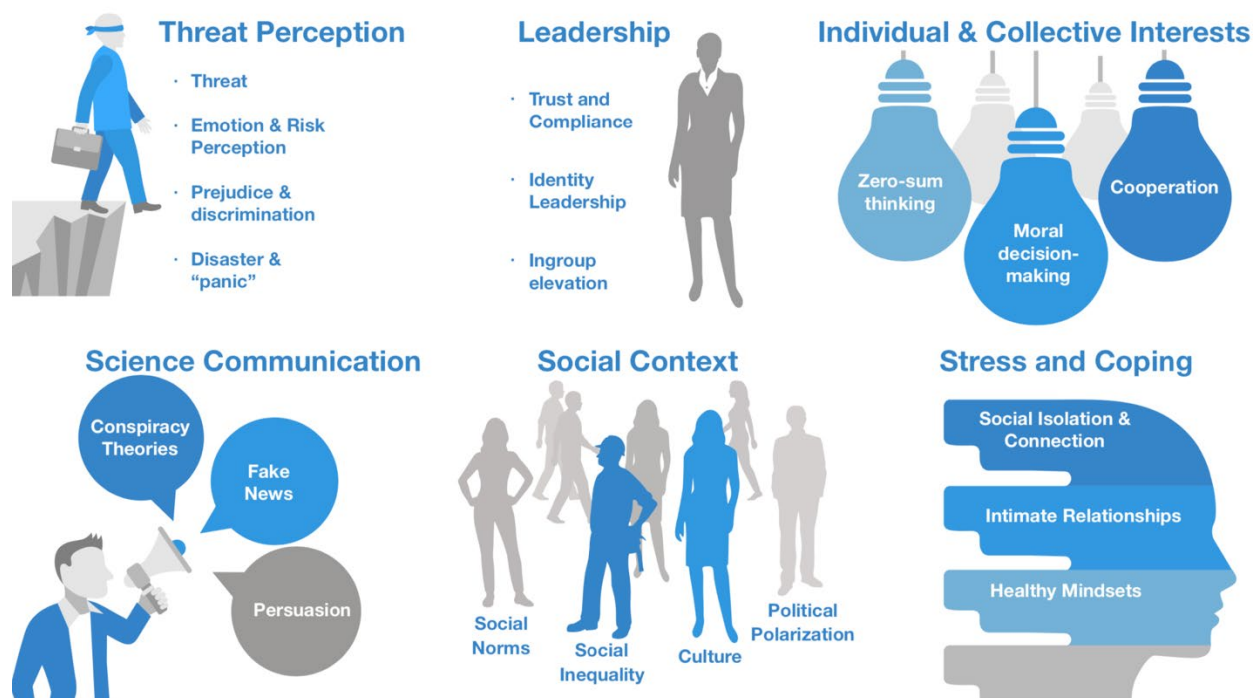 Threat Perception
· Threat
· Emotion & Risk
Perception
· Prejudice &
discrimination
· Disaster &
“panic”
Leadership
· Trust and
Compliance
· Identity
Leadership
· Ingroup
elevation
Individual & Collective Interests
Zero-sum
thinking
Moral
decision-
making
Cooperation
Science Communication
Conspiracy
Theories
Fake
News
Persuasion
Social Context
Social
Norms
Social
Inequality
Culture
Political
Polarization
Stress and Coping
Social Isolation &
Connection
Intimate Relationships
Healthy Mindsets